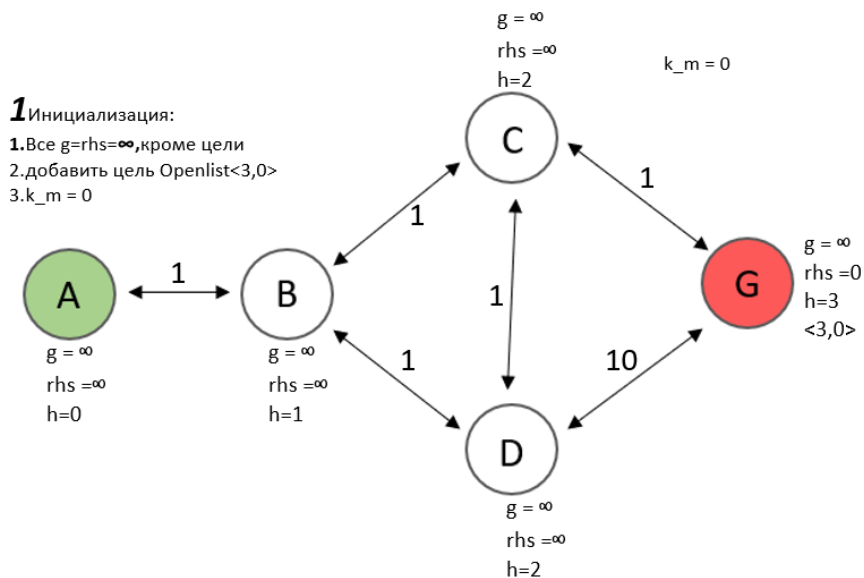 g = ∞
rhs =∞
h=2
k_m = 0
1Инициализация:
1.Все g=rhs=∞,кроме цели
2.добавить цель Openlist<3,0>
3.k_m = 0
C
1
1
A
1
B
1
G
g = ∞
rhs =0
h=3
<3,0>
g = ∞
rhs =∞
h=0
g = ∞
rhs =∞
h=1
1
10
D
g = ∞
rhs =∞
h=2